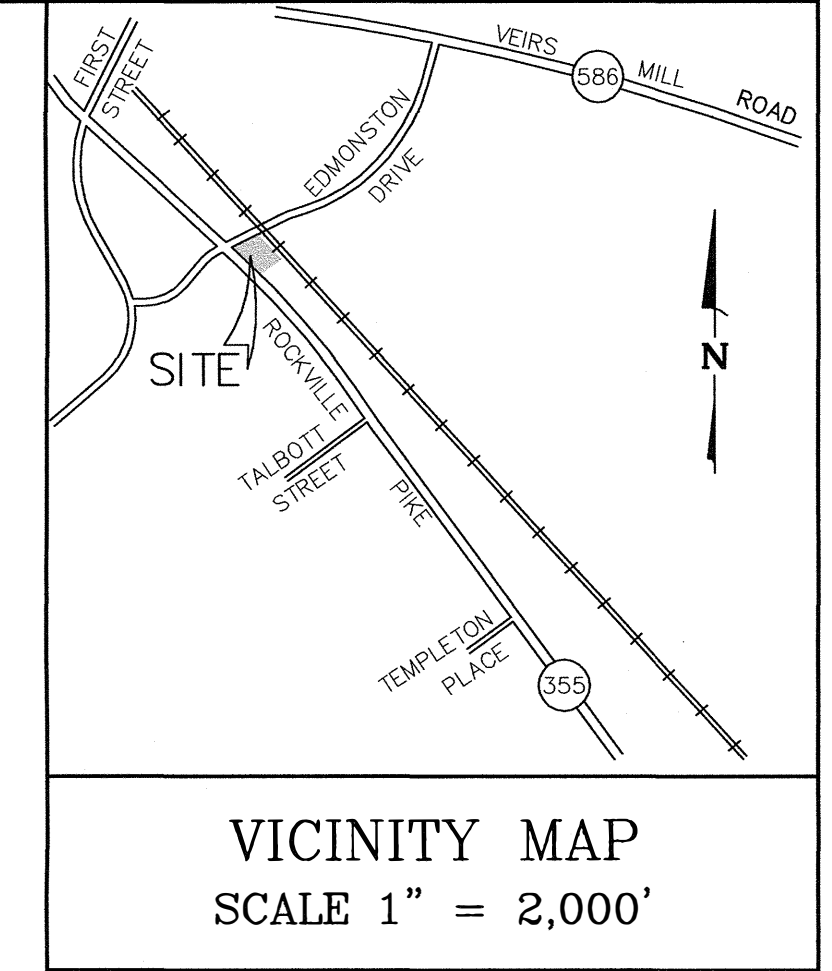 FIRST
STREET
VEIRS
586
MILL
ROAD
EDMONSTON
DRIVE
SITE
N
ROCKVILLE
PIKE
TALBOTT
STREET
TEMPLETON
PLACE
355
VICINITY MAP
SCALE 1" = 2,000'